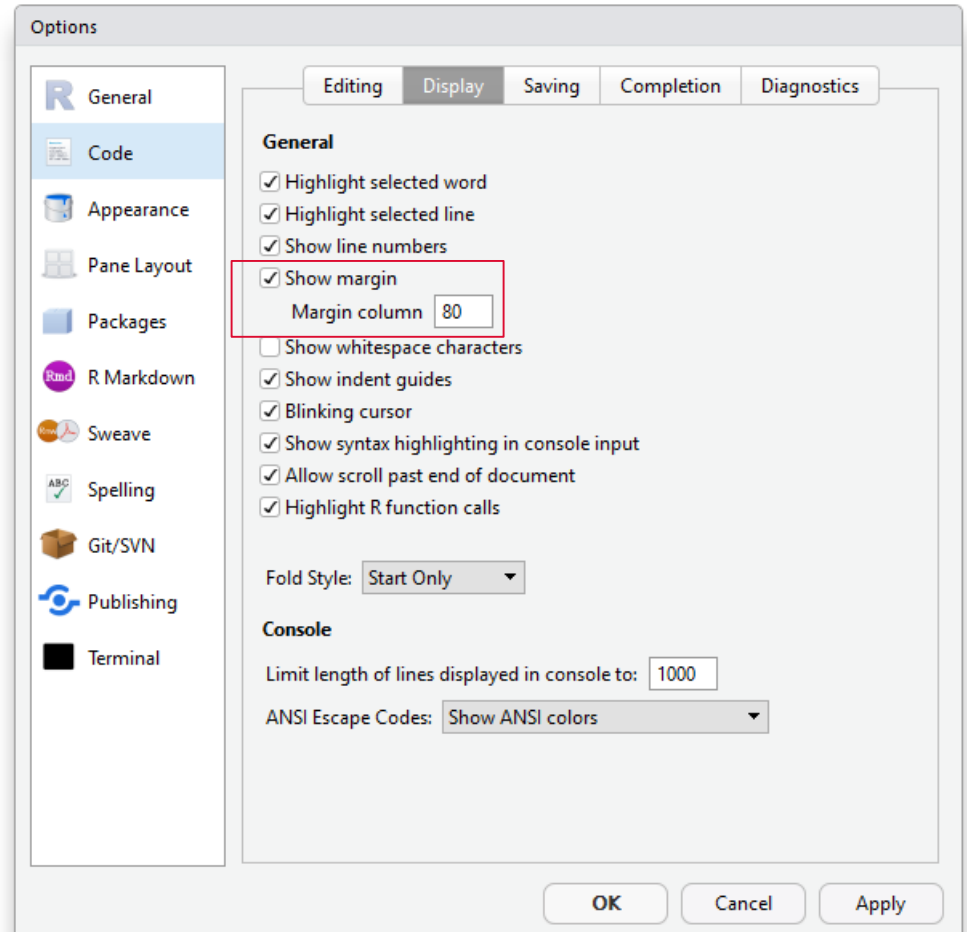 Options
General
Code
Appearance
Pane Layout
Packages
Rmd R Markdown
Sweave
ABC Spelling
Git/SVN
Publishing
Terminal
Editing Display Saving Completion Diagnostics
General
Highlight selected word
Highlight selected line
Show line numbers
Show margin
Margin column 80
Show whitespace characters
Show indent guides
Blinking cursor
Show syntax highlighting in console input
Allow scroll past end of document
Highlight R function calls
Fold Style: Start Only
Console
Limit length of lines displayed in console to: 1000
ANSI Escape Codes: Show ANSI colors
OK Cancel Apply